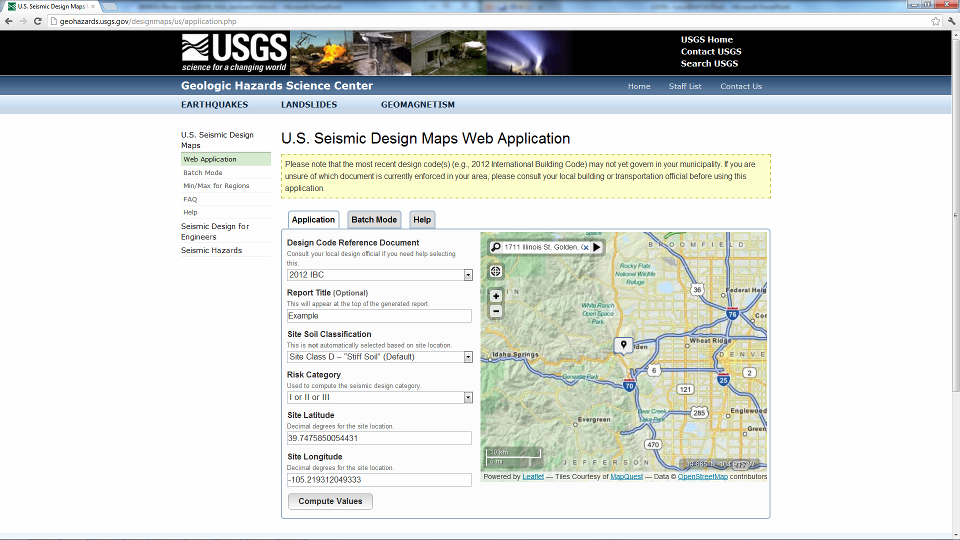 U.S. Seismic Design Maps
geohazards.usgs.gov/designmaps/us/application.php
USGS
science for a changing world
USGS Home
Contact USGS
Search USGS
Geologic Hazards Science Center
Home Staff List Contact Us
EARTHQUAKES LANDSLIDES GEOMAGNETISM
U.S. Seismic Design
Maps
Web Application
Batch Mode
Min/Max for Regions
FAQ
Help
Seismic Design for
Engineers
Seismic Hazards
U.S. Seismic Design Maps Web Application
Please note that the most recent design code(s) (e.g., 2012 International Building Code) may not yet govern in your municipality. If you are
unsure of which document is currently enforced in your area, please consult your local building or transportation official before using this
application.
Application Batch Mode Help
Design Code Reference Document
Consult your local design official if you need help selecting
this.
2012 IBC
Report Title (Optional)
This will appear at the top of the generated report.
Example
Site Soil Classification
This is not automatically selected based on site location.
Site Class D – "Stiff Soil" (Default)
Risk Category
Used to compute the seismic design category.
I or II or III
Site Latitude
Decimal degrees for the site location.
39.7475850054431
Site Longitude
Decimal degrees for the site location.
-105.219312049333
Compute Values
1711 Illinois St. Golden,
BROOMFIELD
Rocky Flats
National Wildlife
Refuge
36
Federal Heig
76
White Ranch
Open Space
Park
lden
Wheat Ridge
Idaho Springs
DENVE
Genesee Park
6
2
70
25
121
Evergreen
Bear Creek
Lake Park
285
Englewood
Green
470
10 km
5 mi
JEFFERSON
Powered by Leaflet — Tiles Courtesy of MapQuest — Data © OpenStreetMap contributors